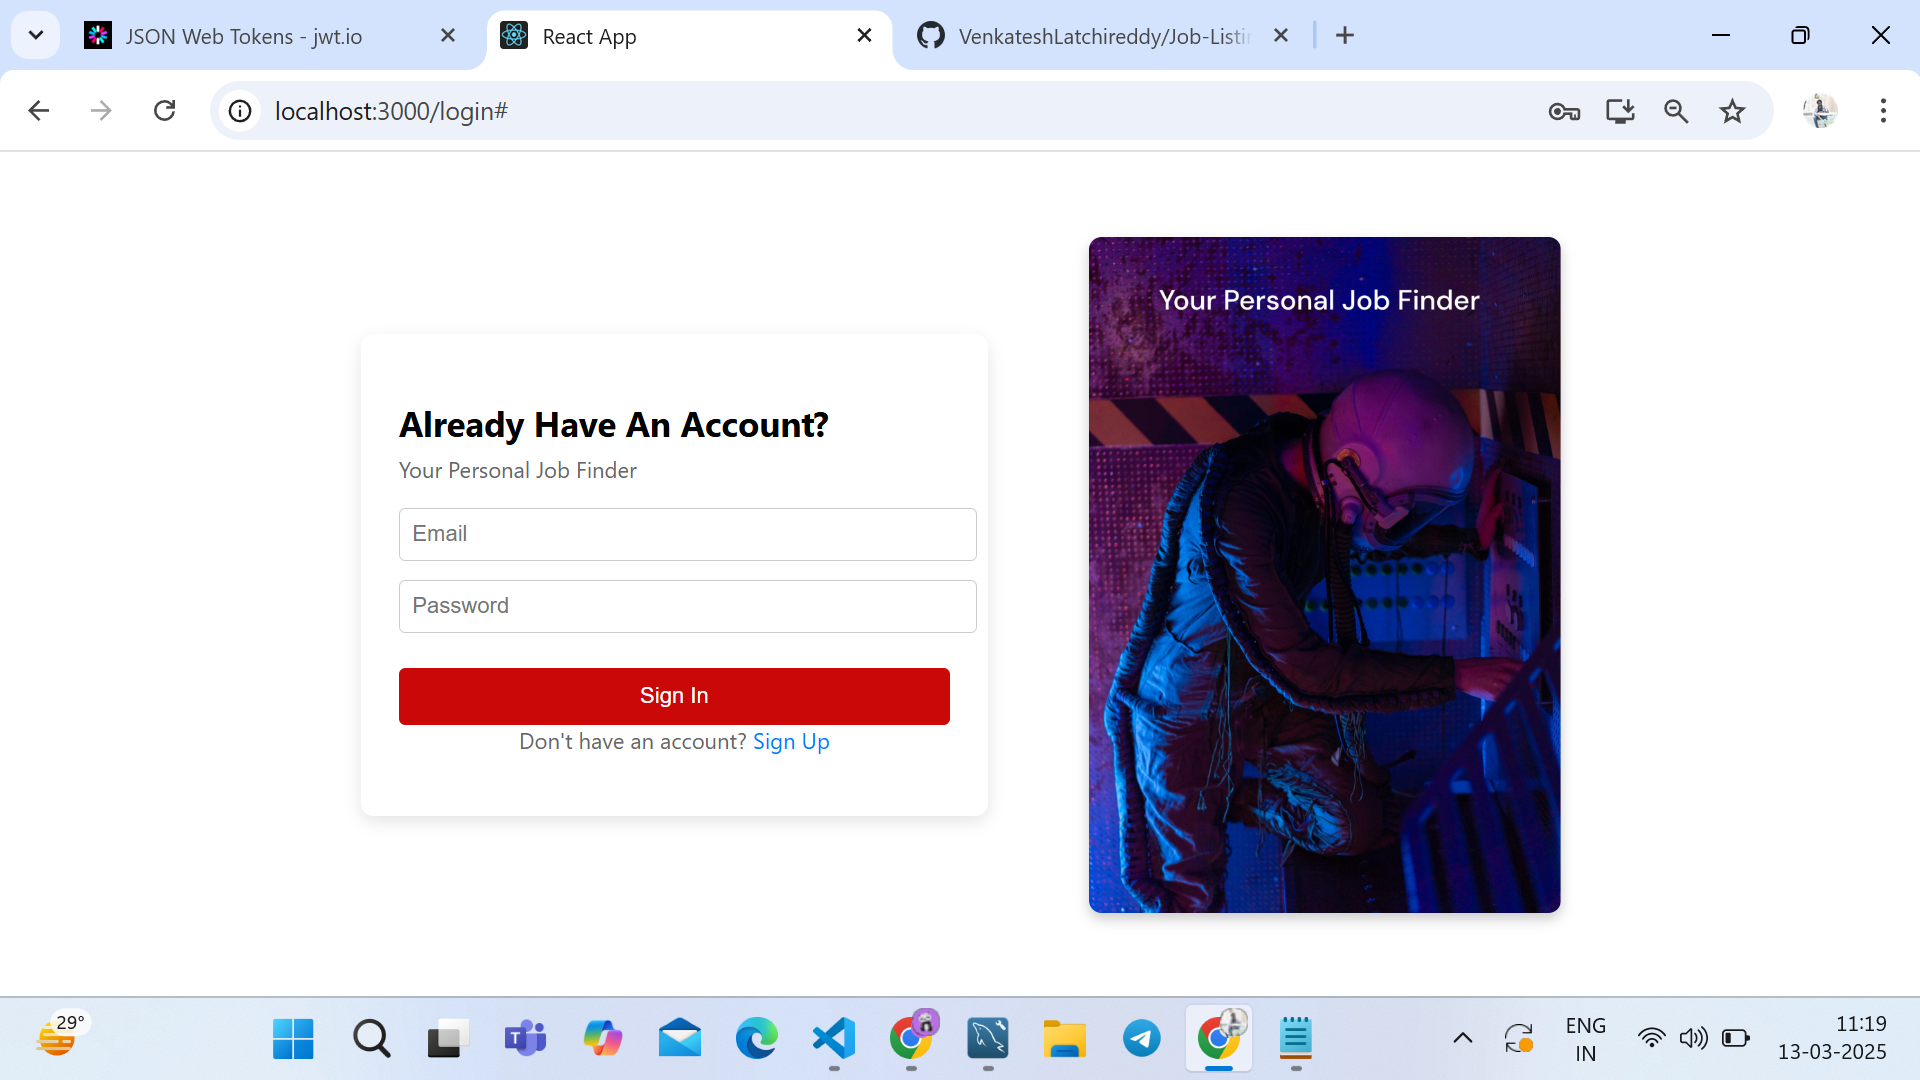 JSON Web Tokens - jwt.io
React App
VenkateshLatchireddy/Job-Listin
localhost:3000/login#
Your Personal Job Finder
Already Have An Account?
Your Personal Job Finder
Email
Password
Sign In
Don't have an account? Sign Up
29°
ENG
IN
11:19
13-03-2025